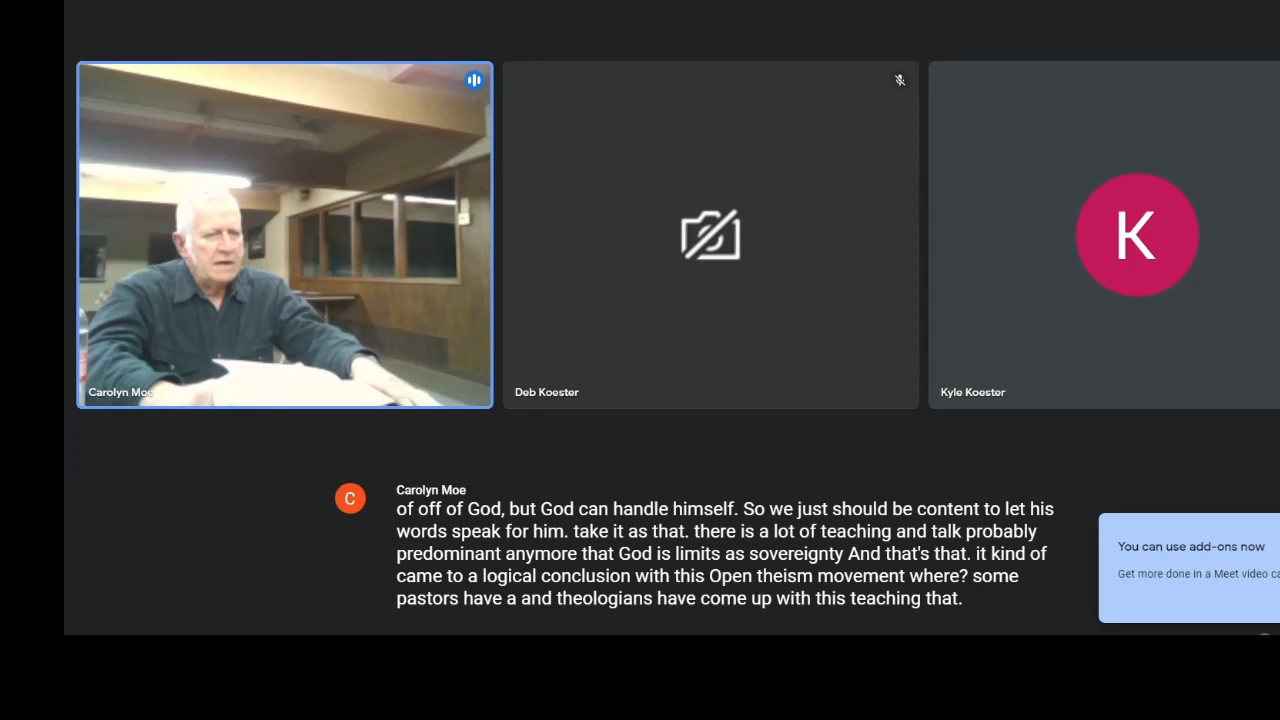 K
Carolyn Moe
Deb Koester
Kyle Koester
C
Carolyn Moe
of off of God, but God can handle himself. So we just should be content to let his
words speak for him. take it as that. there is a lot of teaching and talk probably
predominant anymore that God is limits as sovereignty And that's that. it kind of
came to a logical conclusion with this Open theism movement where? some
pastors have a and theologians have come up with this teaching that.
You can use add-ons now
Get more done in a Meet video ca